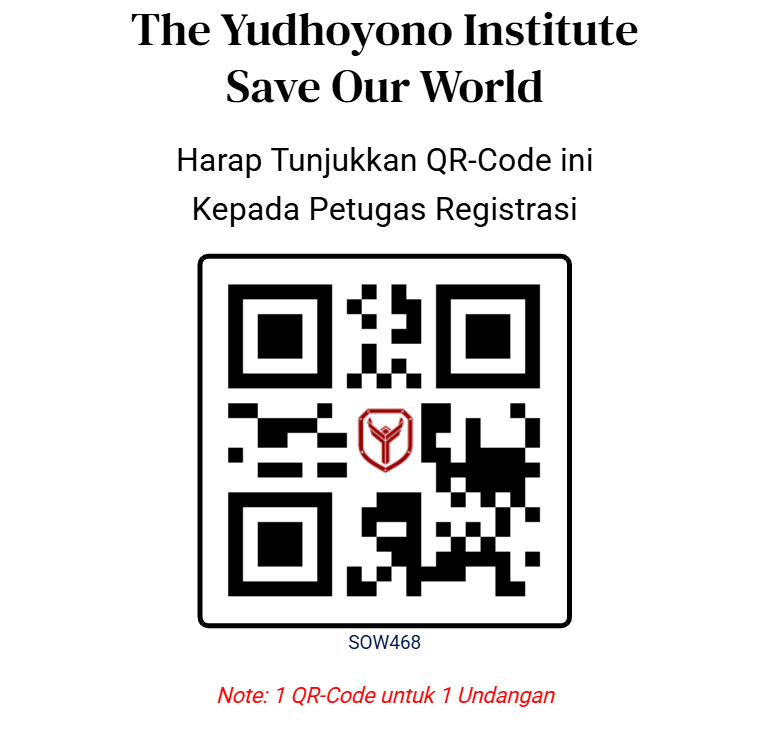 The Yudhoyono Institute
Save Our World
Harap Tunjukkan QR-Code ini
Kepada Petugas Registrasi
SOW468
Note: 1 QR-Code untuk 1 Undangan